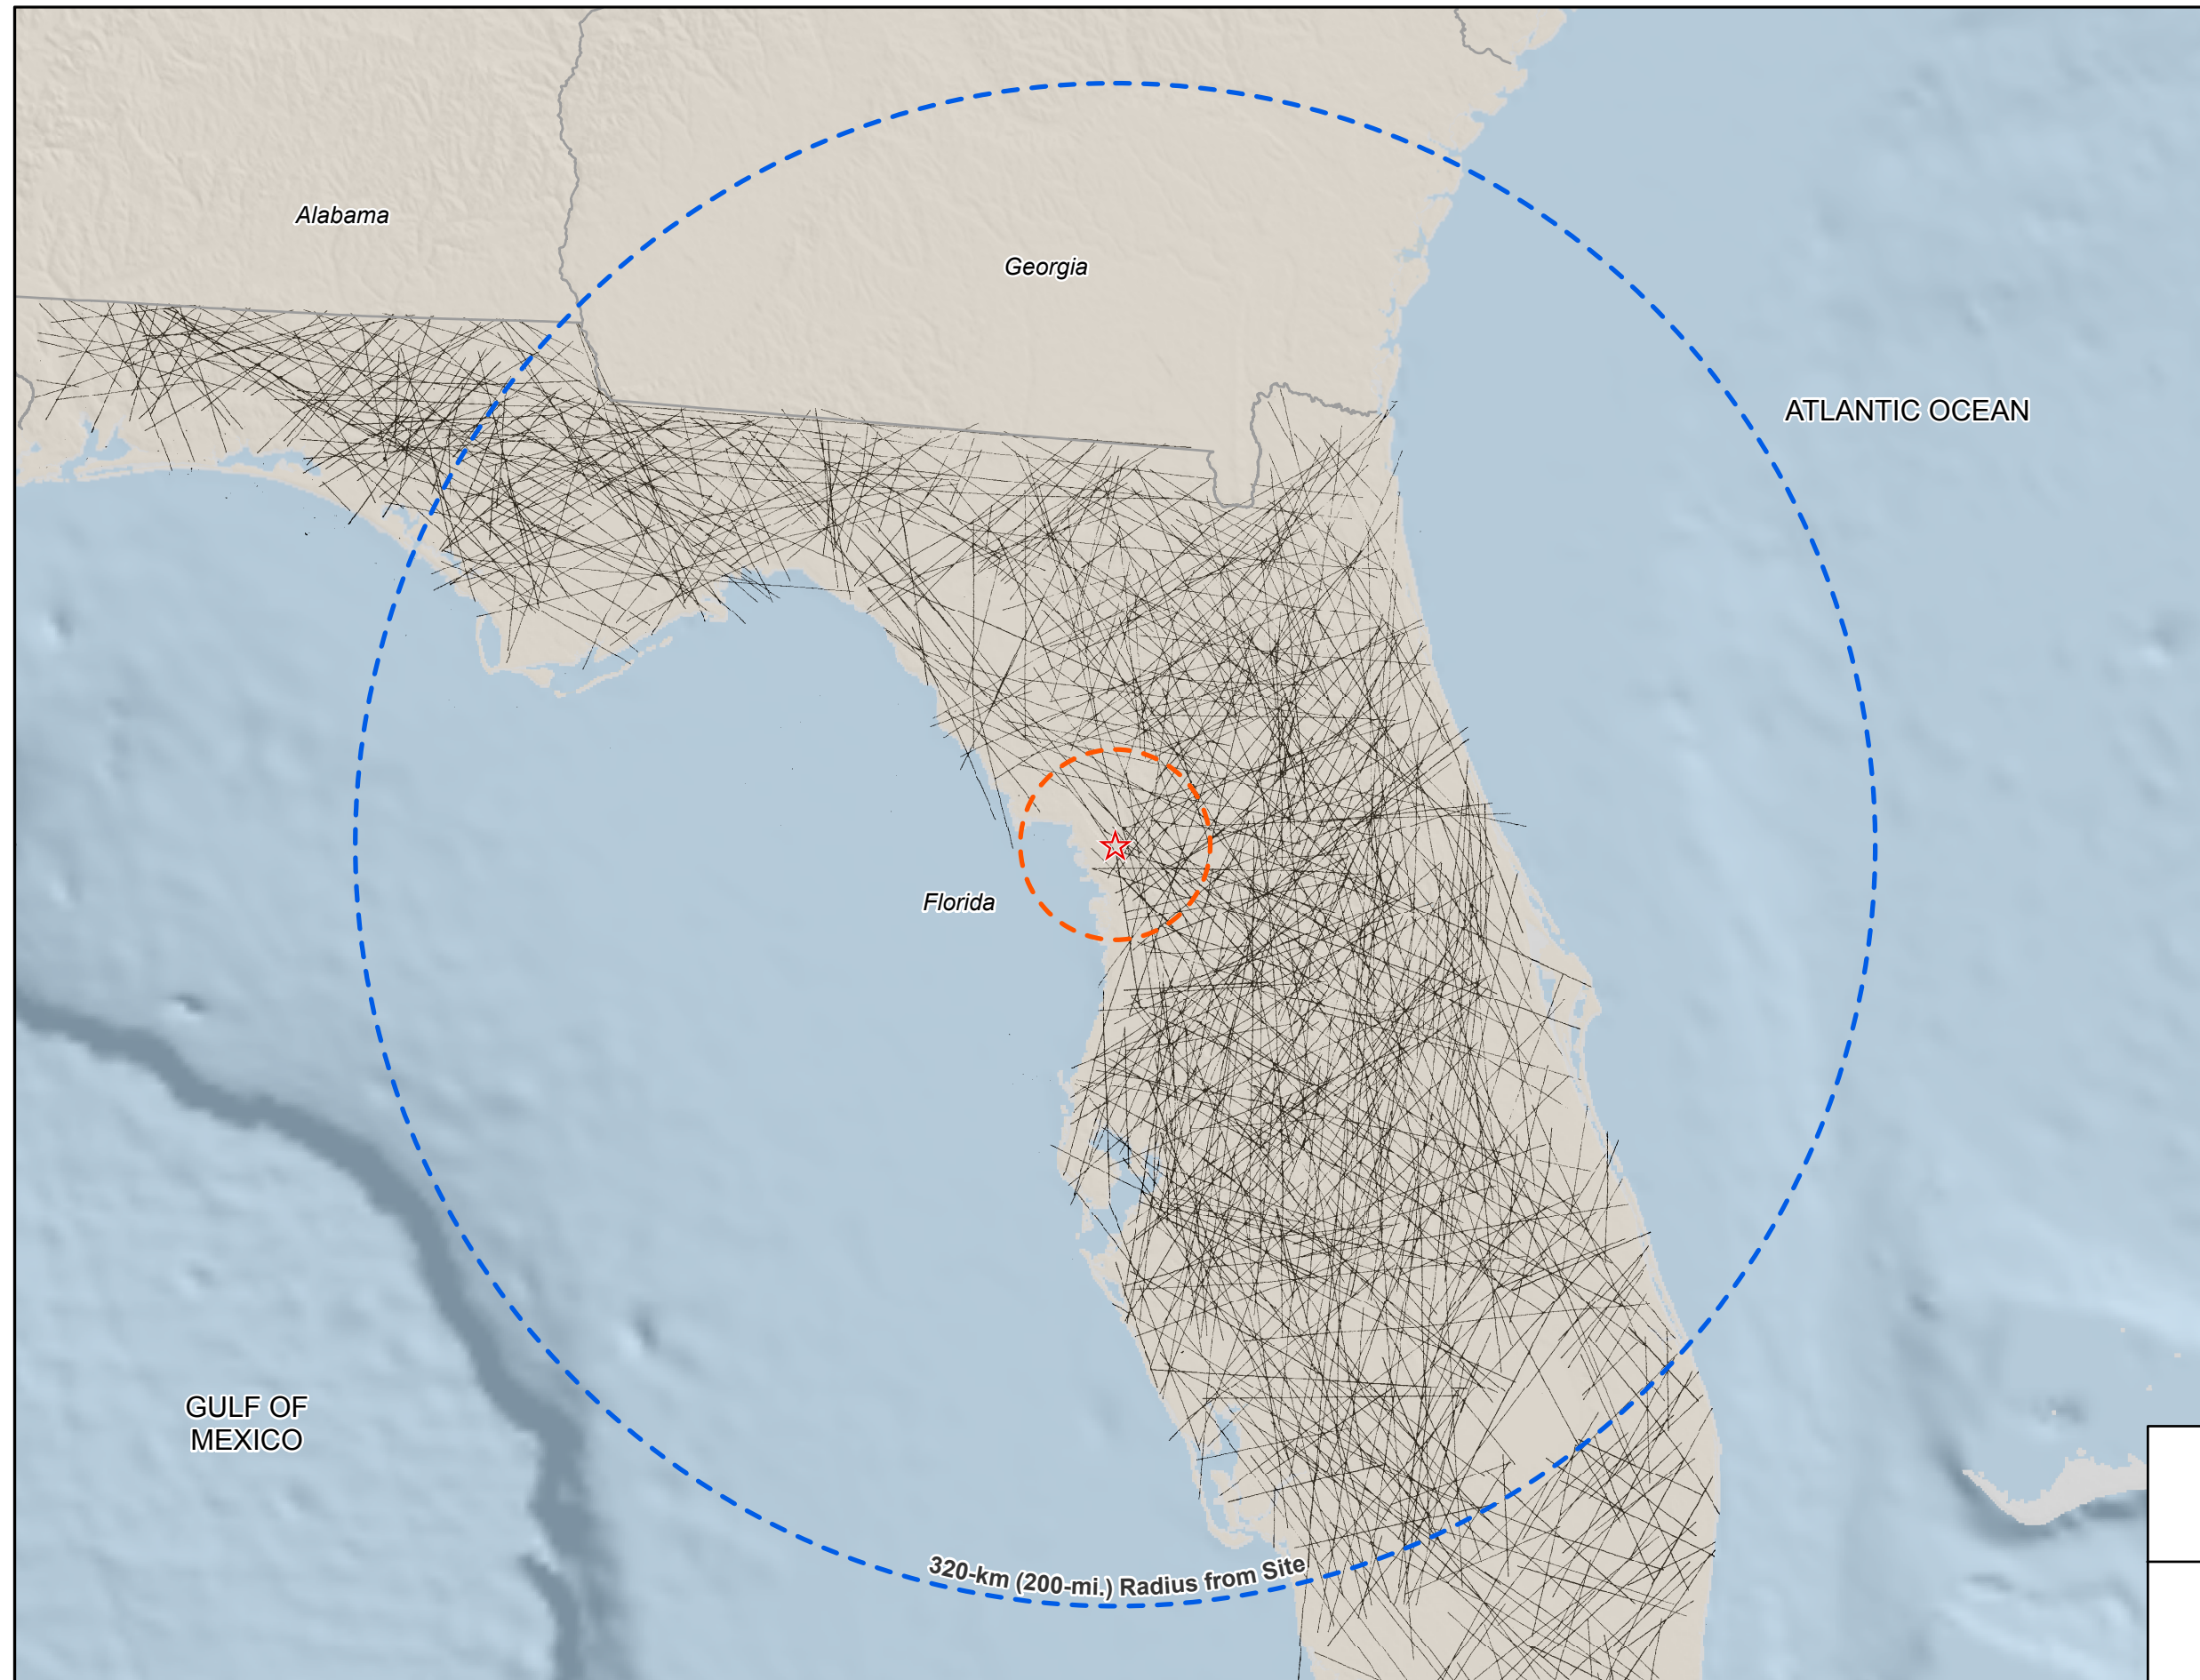 Alabama
Georgia
ATLANTIC OCEAN
Florida
GULF OF
MEXICO
320-km (200-mi.) Radius from Site